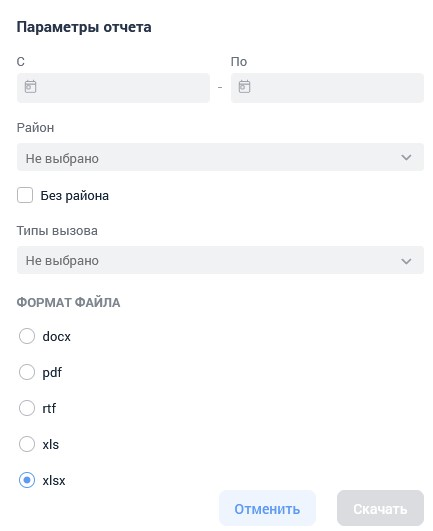 Параметры отчета
С По
-
Район
Не выбрано
Без района
Типы вызова
Не выбрано
ФОРМАТ ФАЙЛА
docx
pdf
rtf
xls
xlsx
Отменить Скачать